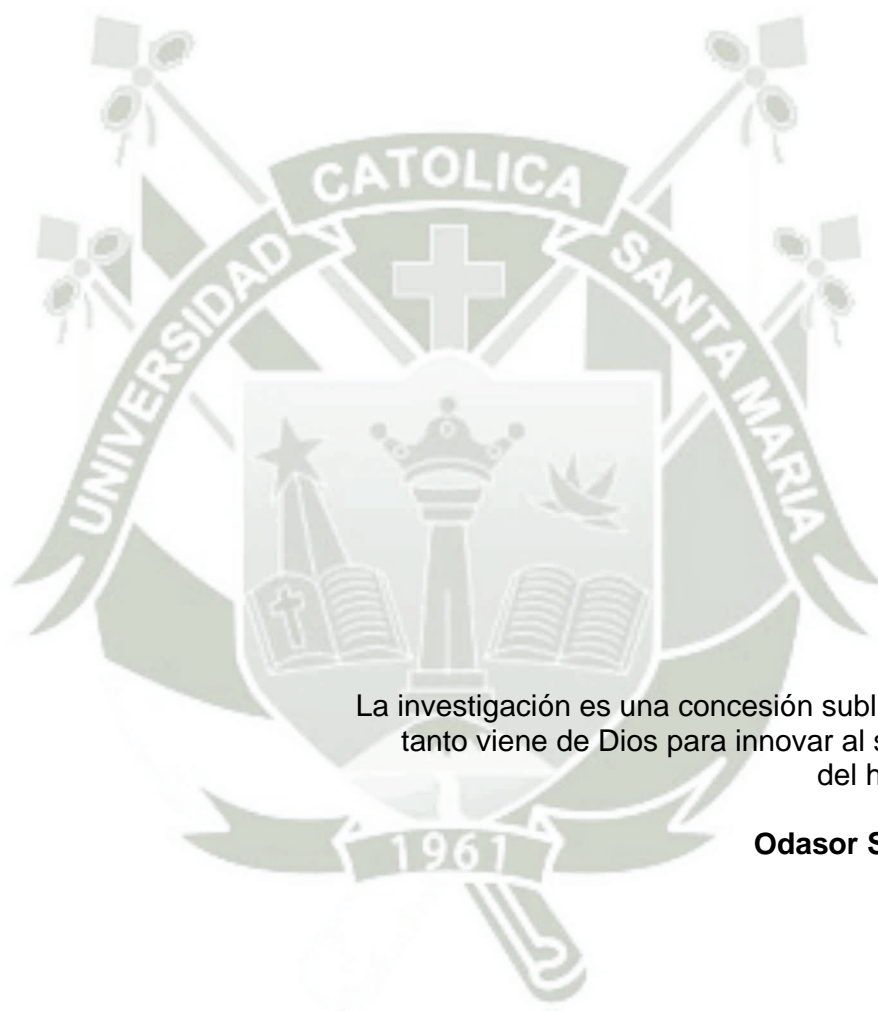 UNIVERSIDAD CATOLICA SANTA MARIA
La investigación es una concesión
tanto viene de Dios para innovar al
del
Odasor
1961